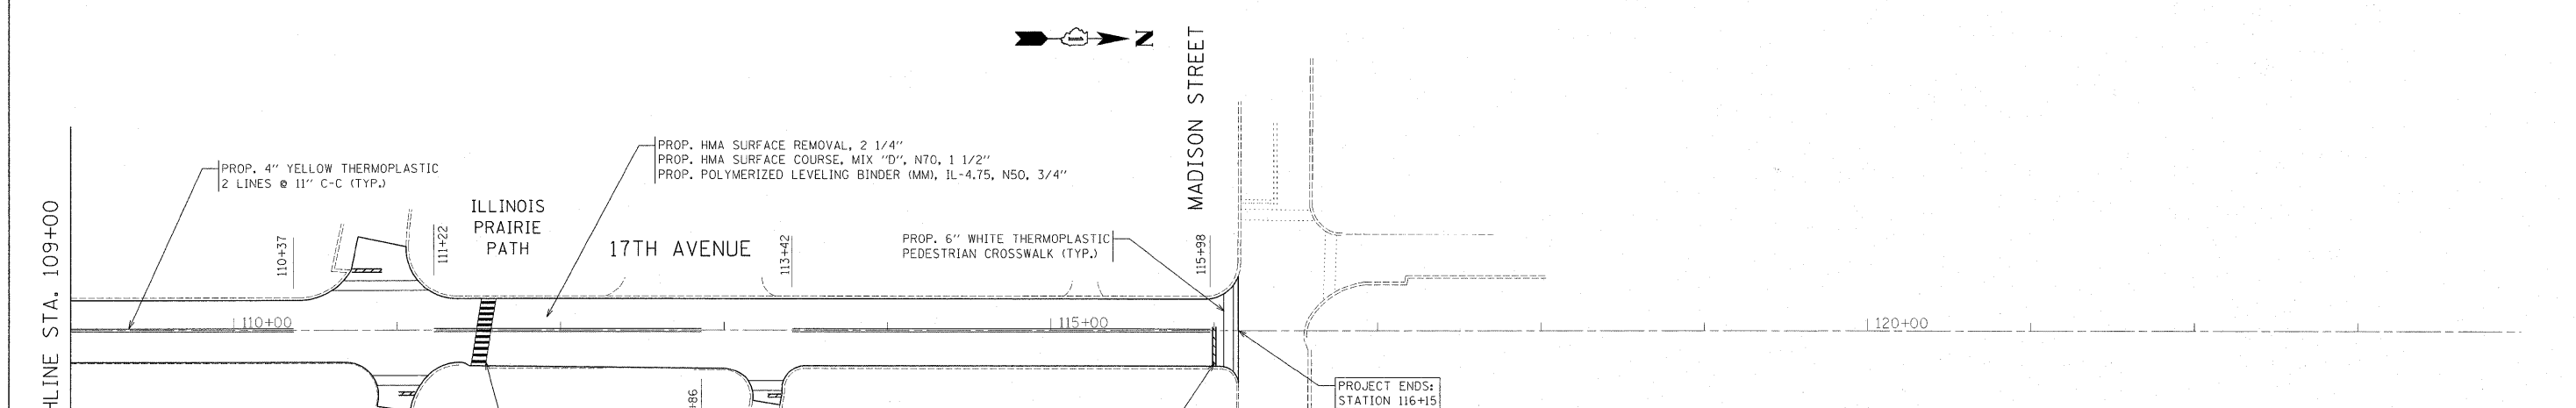 N
MADISON STREET
PROP. HMA SURFACE REMOVAL, 2 1/4"
PROP. HMA SURFACE COURSE, MIX "D", N70, 1 1/2"
PROP. POLYMERIZED LEVELING BINDER (MM), IL-4.75, N50, 3/4"
PROP. 4" YELLOW THERMOPLASTIC
2 LINES @ 11" C-C (TYP.)
ILLINOIS
PRAIRIE
PATH
17TH AVENUE
PROP. 6" WHITE THERMOPLASTIC
PEDESTRIAN CROSSWALK (TYP.)
110+37
111+22
113+42
115+98
HLINE STA. 109+00
110+00
115+00
120+00
+86
PROJECT ENDS:
STATION 116+15